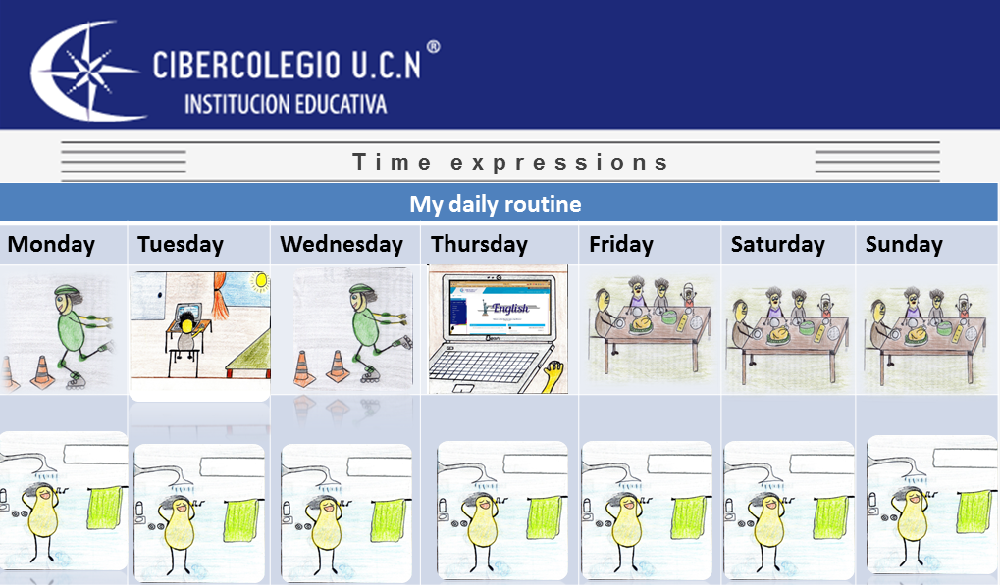 CIBERCOLEGIO U.C.N®
INSTITUCION EDUCATIVA
Time expressions
My daily routine
Monday Tuesday Wednesday Thursday Friday Saturday Sunday
English